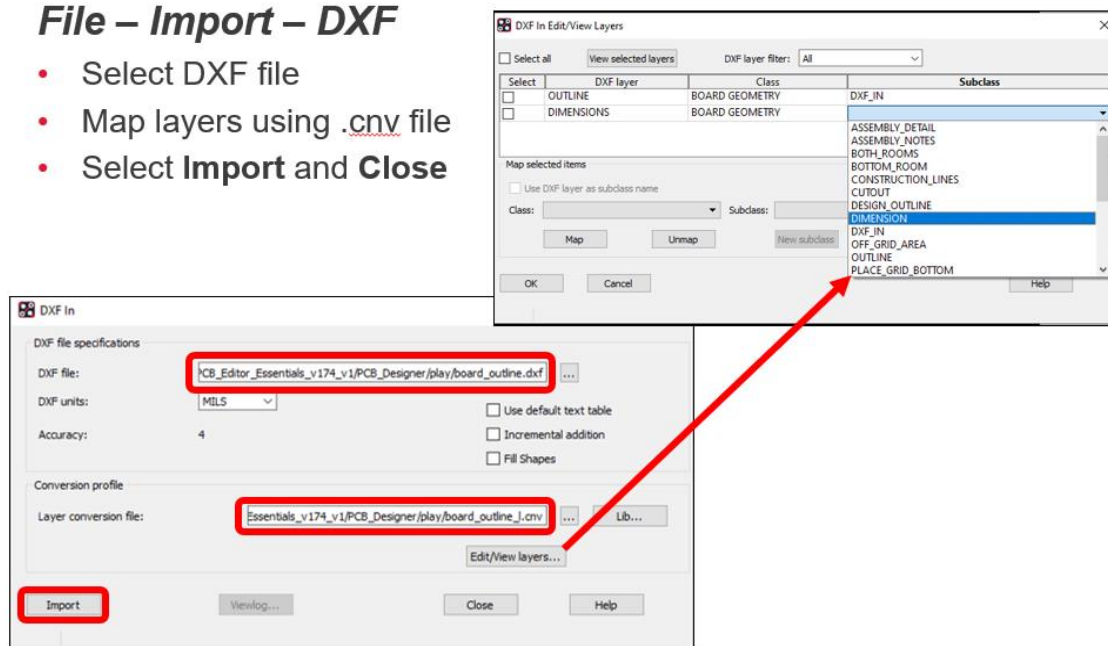 File – Import – DXF
• Select DXF file
• Map layers using .cnv file
• Select Import and Close
DXF In Edit/View Layers
Select all View selected layers DXF layer filter: All
Select DXF layer Class Subclass
OUTLINE BOARD GEOMETRY DXF_IN
DIMENSIONS BOARD GEOMETRY
ASSEMBLY_DETAIL
ASSEMBLY_NOTES
BOTH_ROOMS
BOTTOM_ROOM
CONSTRUCTION_LINES
CUTOUT
DESIGN_OUTLINE
DIMENSION
DXF_IN
OFF_GRID_AREA
OUTLINE
PLACE_GRID_BOTTOM
Map selected items
Use DXF layer as subclass name
Class: Subclass:
Map Unmap New subclass
OK Cancel Help
DXF In
DXF file specifications
DXF file: PCB_Editor_Essentials_v174_v1/PCB_Designer/play/board_outline.dxf ...
DXF units: MILS
Use default text table
Accuracy: 4 Incremental addition
Fill Shapes
Conversion profile
Layer conversion file: Essentials_v174_v1/PCB_Designer/play/board_outline_l.cnv ... Lib...
Edit/View layers...
Import Viewlog... Close Help